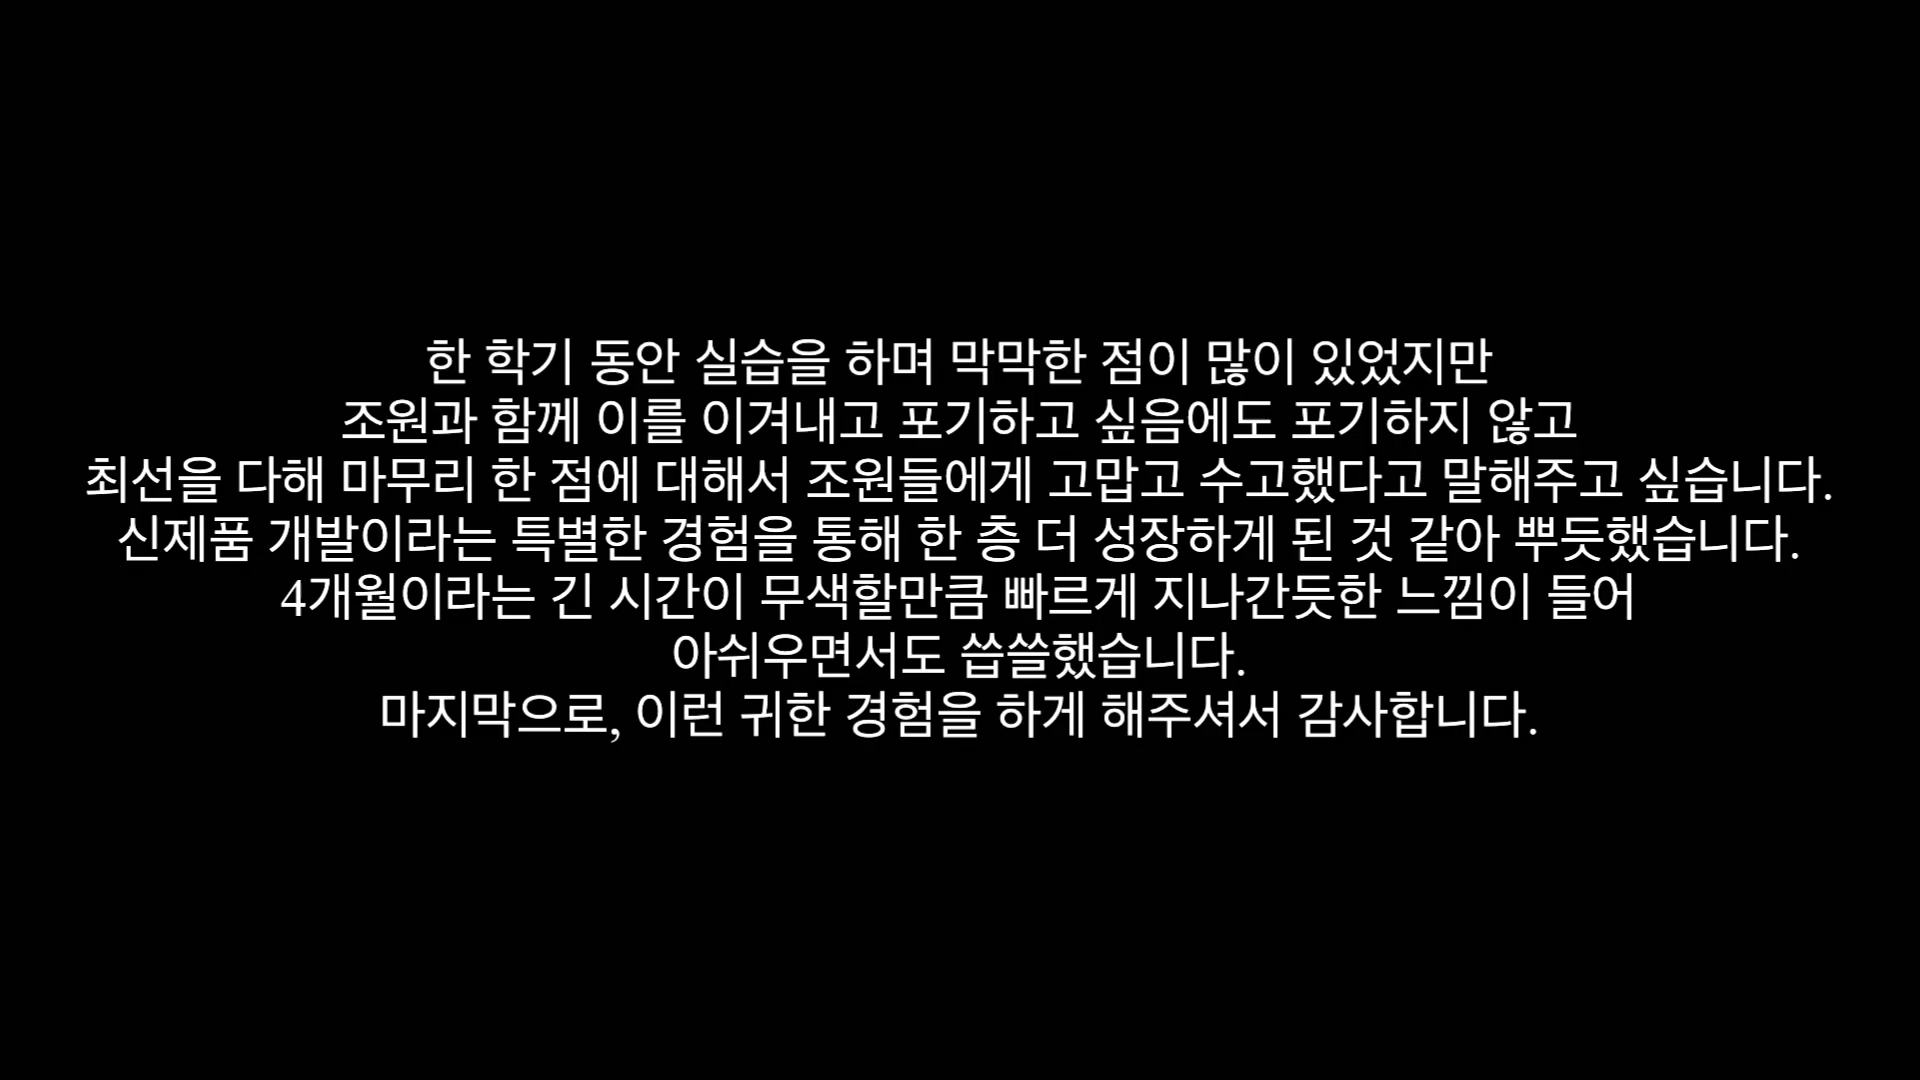 한 학기 동안 실습을 하며 막막한 점이 많이 있었지만
조원과 함께 이를 이겨내고 포기하고 싶음에도 포기하지 않고
최선을 다해 마무리 한 점에 대해서 조원들에게 고맙고 수고했다고 말해주고 싶습니다.
신제품 개발이라는 특별한 경험을 통해 한 층 더 성장하게 된 것 같아 뿌듯했습니다.
4개월이라는 긴 시간이 무색할만큼 빠르게 지나간듯한 느낌이 들어
아쉬우면서도 씁쓸했습니다.
마지막으로, 이런 귀한 경험을 하게 해주셔서 감사합니다.